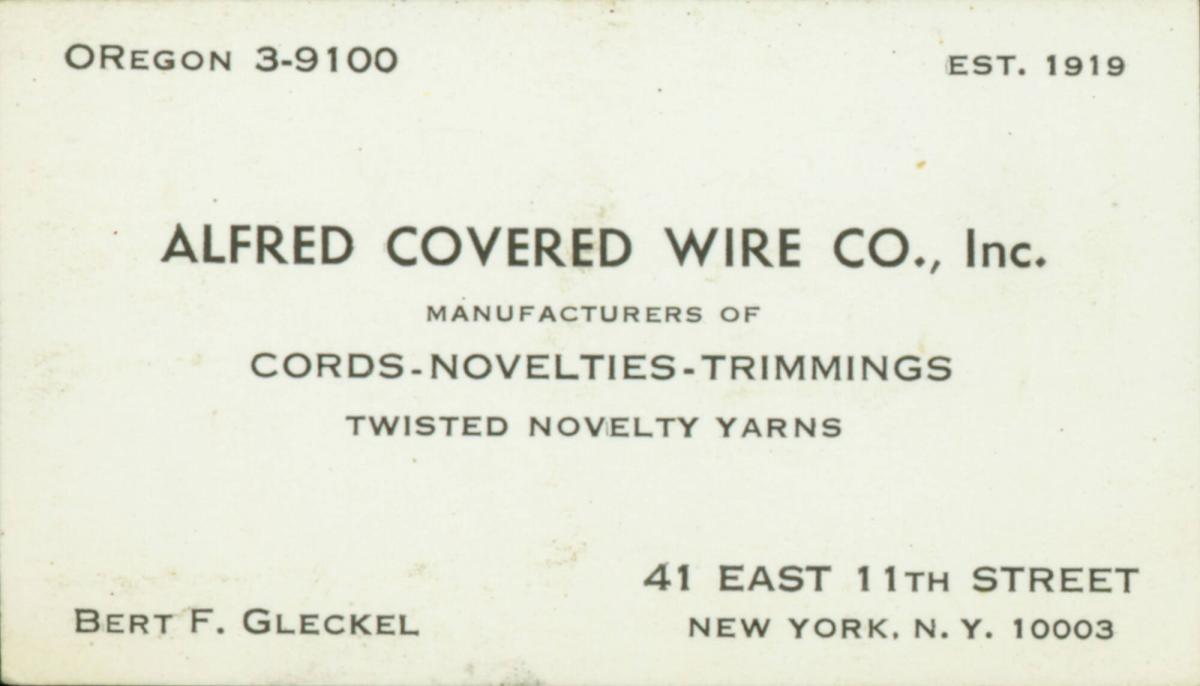 OREGON 3-9100
EST. 1919
ALFRED COVERED WIRE CO., Inc.
MANUFACTURERS OF
CORDS-NOVELTIES-TRIMMINGS
TWISTED NOVELTY YARNS
41 EAST 11TH STREET
BERT F. GLECKEL
NEW YORK, N. Y. 10003